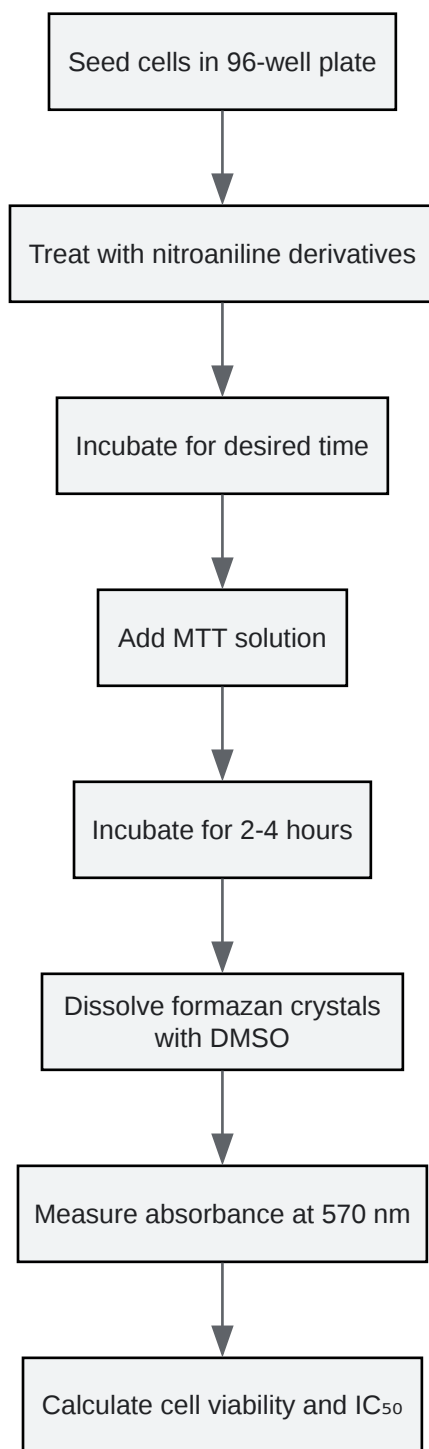 Seed cells in 96-well plate
Treat with nitroaniline derivatives
Incubate for desired time
Add MTT solution
Incubate for 2-4 hours
Dissolve formazan crystals
with DMSO
Measure absorbance at 570 nm
Calculate cell viability and IC₅₀